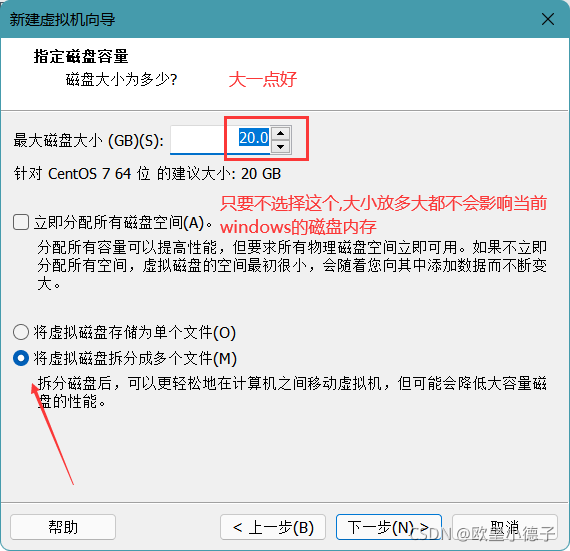 新建虚拟机向导
指定磁盘容量
磁盘大小为多少?
大一点好
最大磁盘大小 (GB)(S):
20.0
针对 CentOS 7 64 位 的建议大小: 20 GB
只要不选择这个,大小放多大都不会影响当前
windows的磁盘内存
立即分配所有磁盘空间(A)。
分配所有容量可以提高性能，但要求所有物理磁盘空间立即可用。如果不立即
分配所有空间，虚拟磁盘的空间最初很小，会随着您向其中添加数据而不断变
大。
将虚拟磁盘存储为单个文件(O)
将虚拟磁盘拆分成多个文件(M)
拆分磁盘后，可以更轻松地在计算机之间移动虚拟机，但可能会降低大容量磁
盘的性能。
帮助
< 上一步(B)
下一步(N) >
取消
CSDN @欧皇小德子